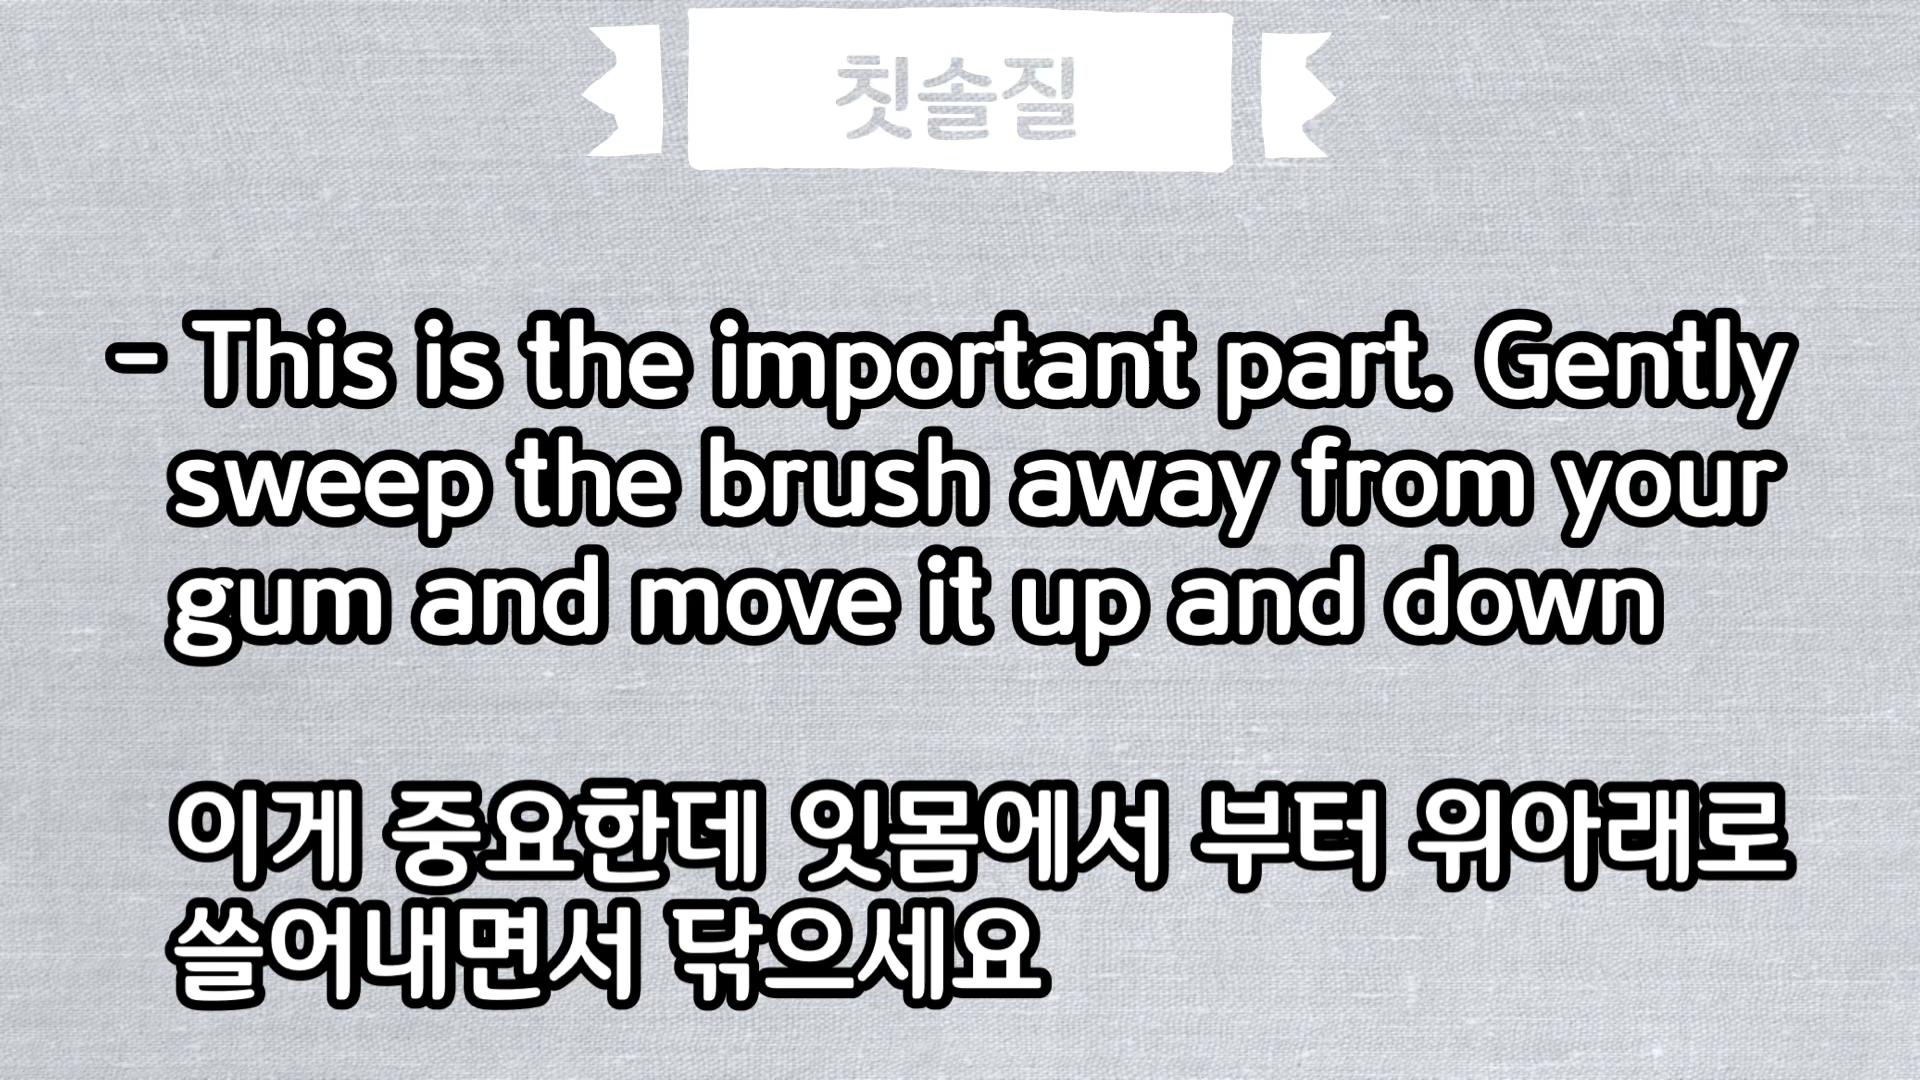 칫솔질
- This is the important part. Gently
sweep the brush away from your
gum and move it up and down
이게 중요한데 잇몸에서 부터 위아래로
쓸어내면서 닦으세요